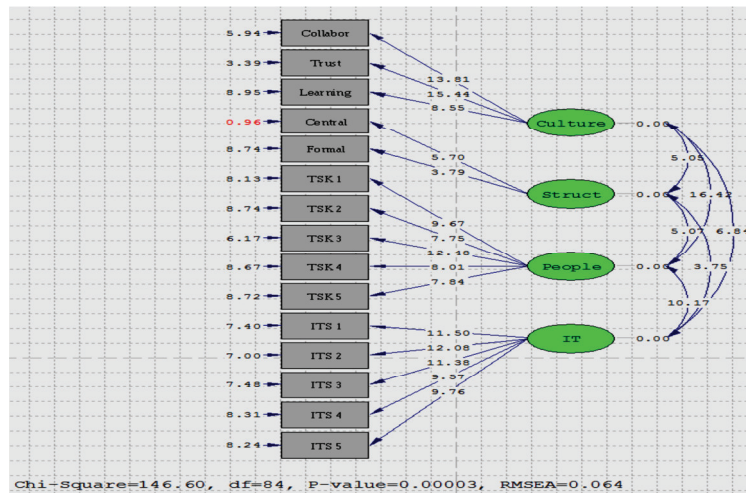 5.94 Collabor
3.39 Trust
13.81
15.44
8.95 Learning
8.55
0.96 Central
Culture 0.00
8.74 Formal
5.70
5.05
3.79
8.13 TSK 1
Struct 0.00 16.42
8.74 TSK 2
9.67
7.75
5.07 6.84
6.17 TSK 3
12.48
8.67 TSK 4
8.01
People 0.00 3.75
7.84
8.72 TSK 5
10.17
7.40 ITS 1
11.50
12.08
IT 0.00
7.00 ITS 2
11.38
7.48 ITS 3
9.76
8.31 ITS 4
8.24 ITS 5
Chi-Square=146.60, df=84, P-value=0.00003, RMSEA=0.064